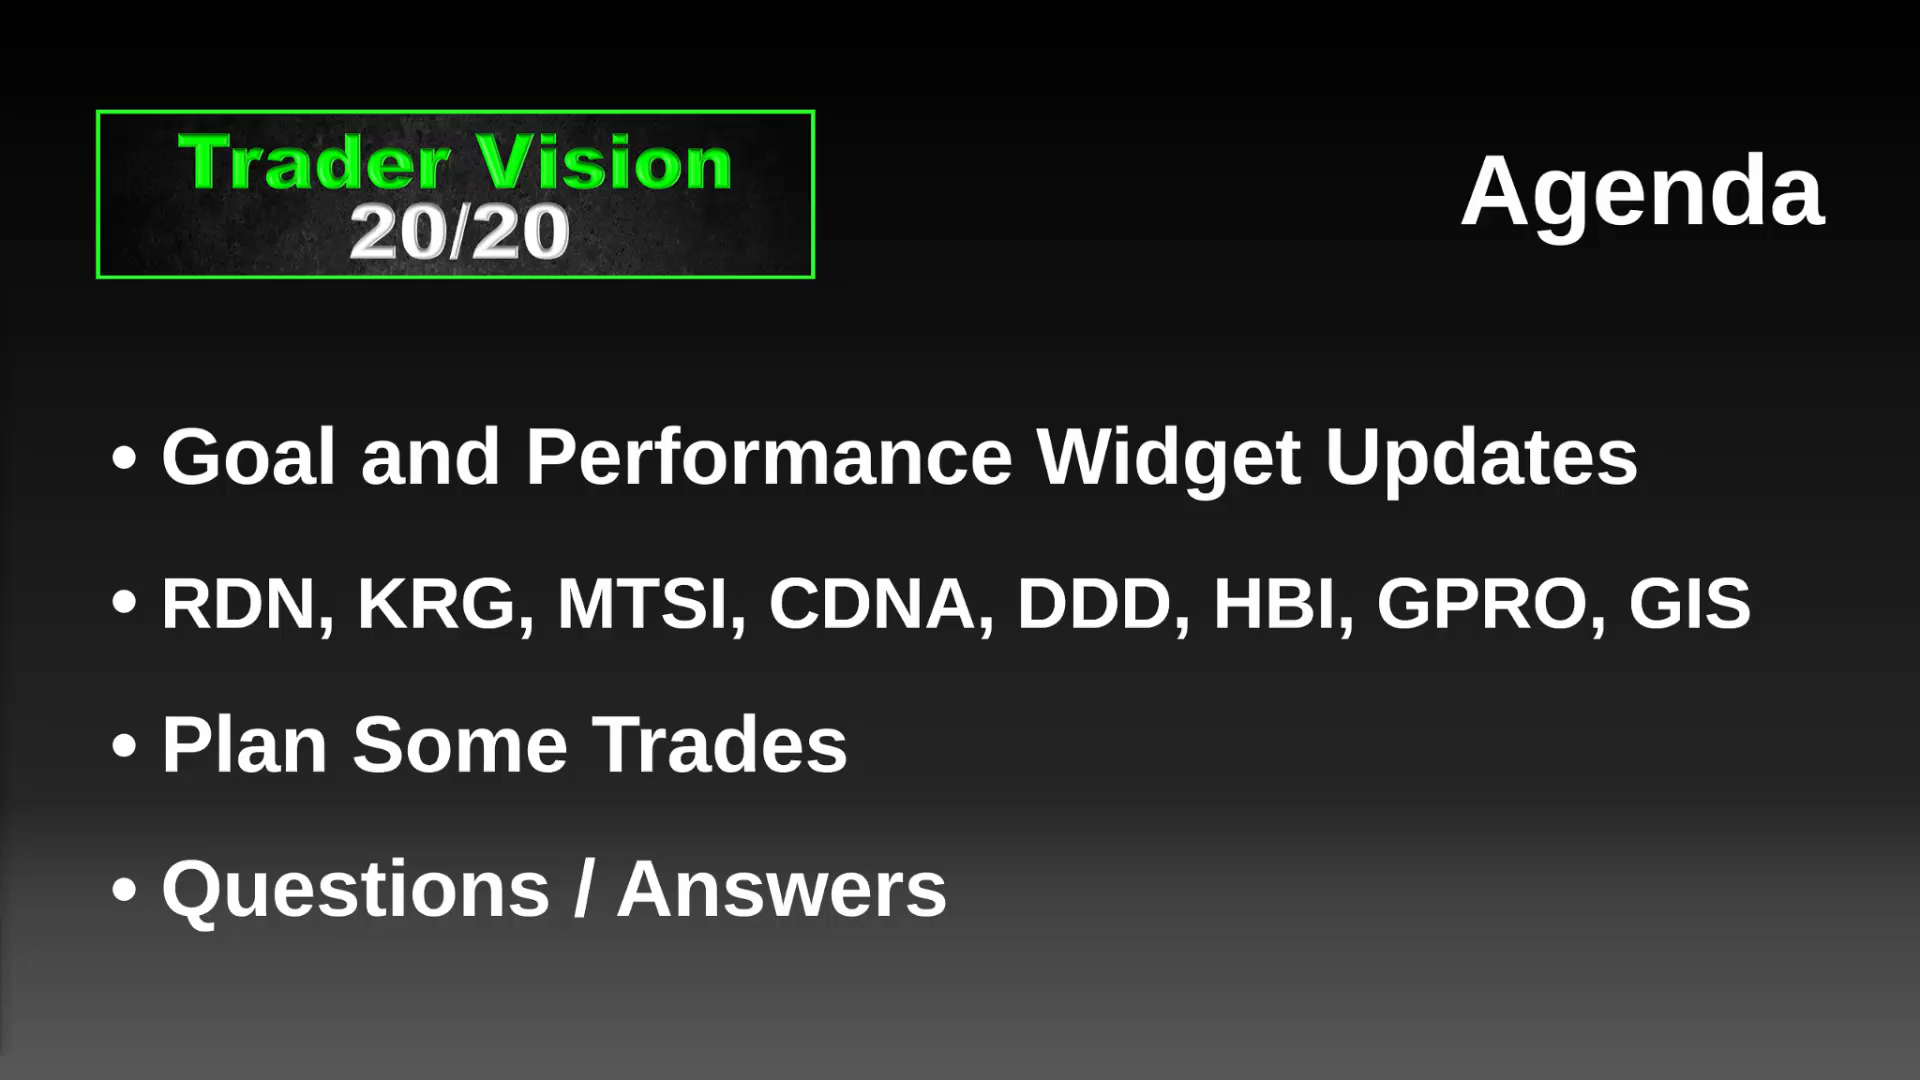 Trader Vision
20/20
Agenda
• Goal and Performance Widget Updates
• RDN, KRG, MTSI, CDNA, DDD, HBI, GPRO, GIS
• Plan Some Trades
• Questions / Answers